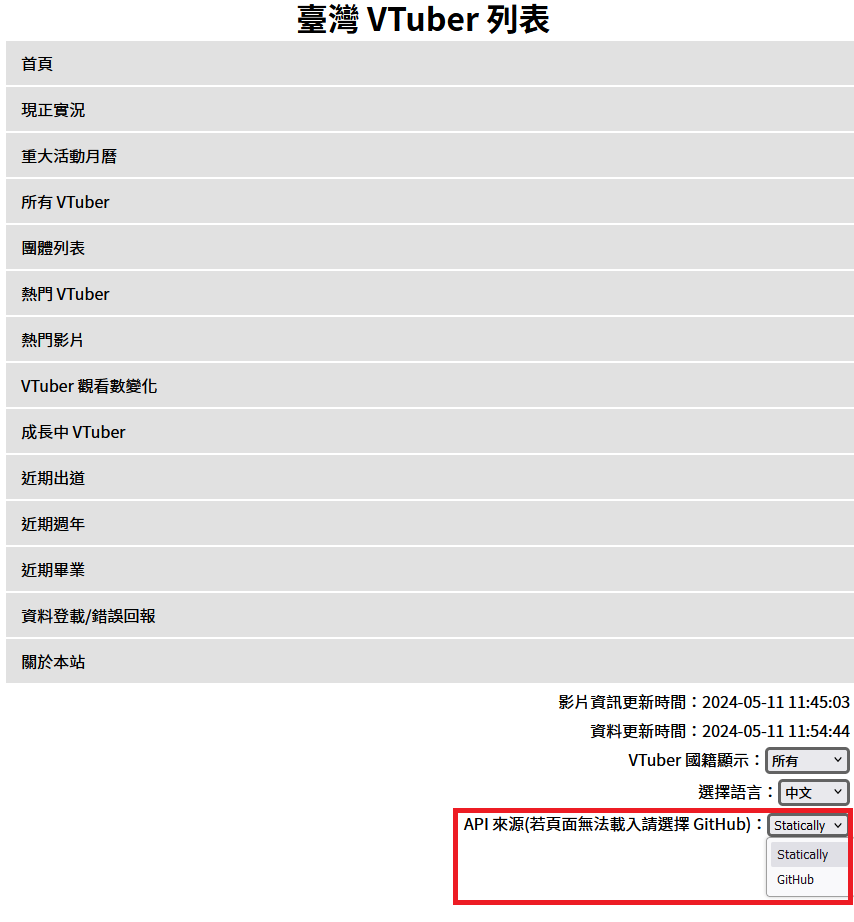 臺灣 VTuber 列表
首頁
現正實況
重大活動月曆
所有 VTuber
團體列表
熱門 VTuber
熱門影片
VTuber 觀看數變化
成長中 VTuber
近期出道
近期週年
近期畢業
資料登載/錯誤回報
關於本站
影片資訊更新時間：2024-05-11 11:45:03
資料更新時間：2024-05-11 11:54:44
VTuber 國籍顯示：所有
選擇語言：中文
API 來源(若頁面無法載入請選擇 GitHub)：Statically
Statically
GitHub